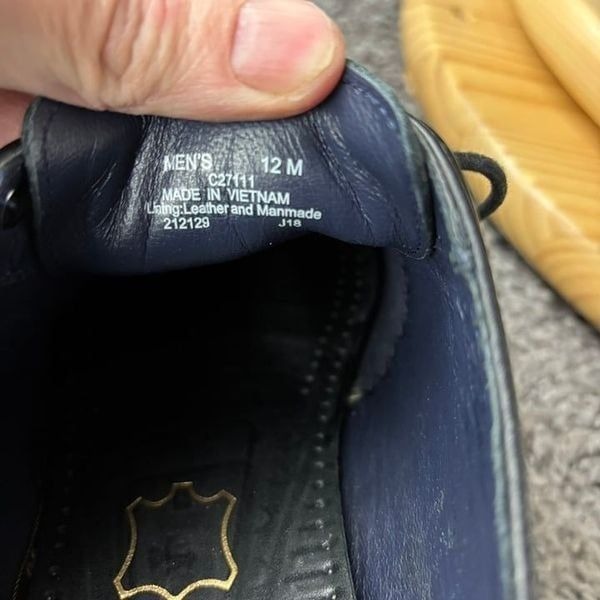 MEN'S 12 M
C27111
MADE IN VIETNAM
Lining:Leather and Manmade
212129 J18